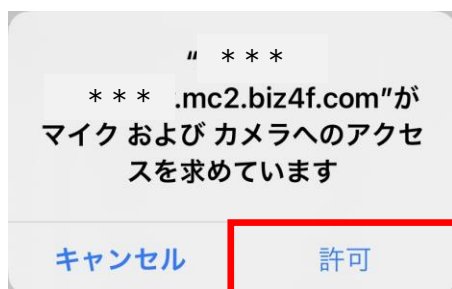 “ ＊＊＊
＊＊＊ .mc2.biz4f.com”が
マイク および カメラへのアクセ
スを求めています
キャンセル
許可